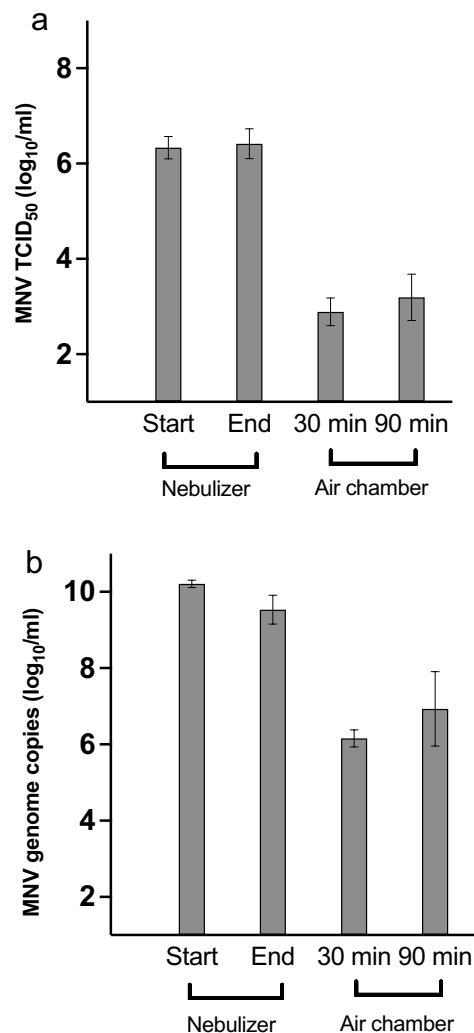 a
MNV TCID50 (log10/ml)
8
6
4
2
Start End 30 min 90 min
Nebulizer Air chamber
b
MNV genome copies (log10/ml)
10
8
6
4
2
Start End 30 min 90 min
Nebulizer Air chamber